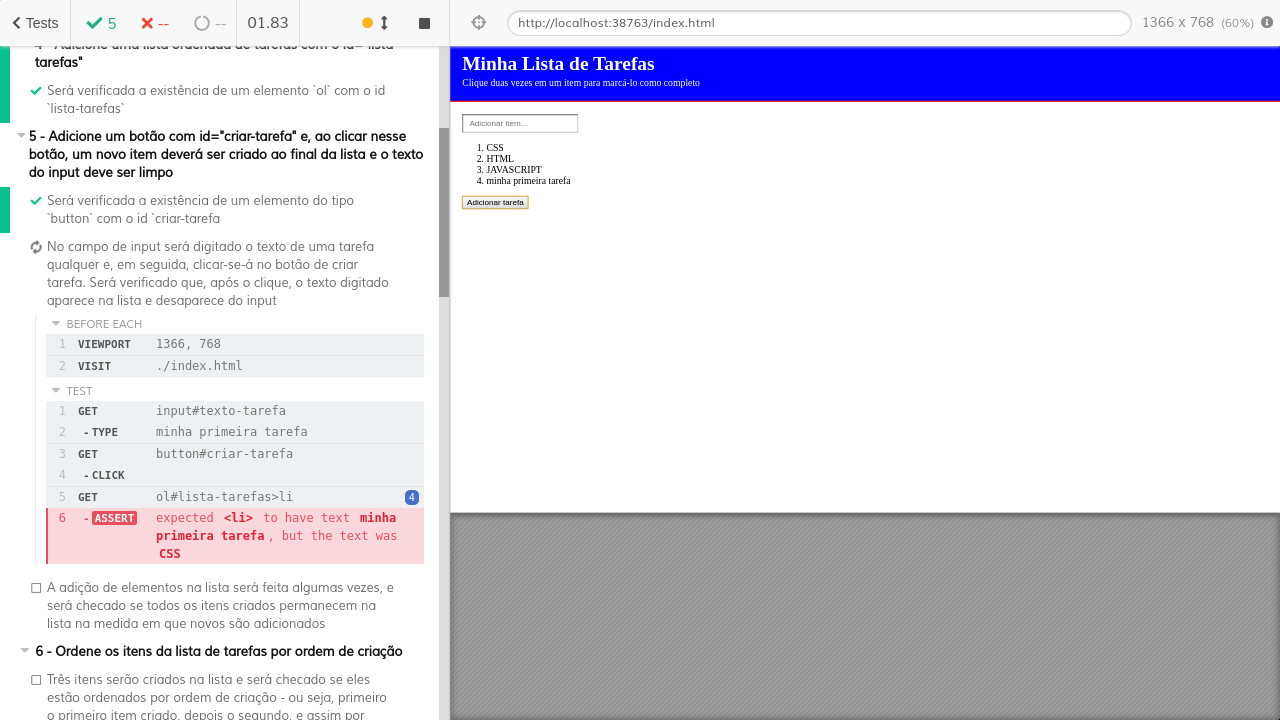 Tests
5
--
--
01.83
http://localhost:38763/index.html
1366 x 768 (60%)
4 - Adicione uma lista ordenada de tarefas com o id="lista-
tarefas"
Será verificada a existência de um elemento `ol` com o id
`lista-tarefas`
5 - Adicione um botão com id="criar-tarefa" e, ao clicar nesse
botão, um novo item deverá ser criado ao final da lista e o texto
do input deve ser limpo
Será verificada a existência de um elemento do tipo
`button` com o id `criar-tarefa
No campo de input será digitado o texto de uma tarefa
qualquer e, em seguida, clicar-se-á no botão de criar
tarefa. Será verificado que, após o clique, o texto digitado
aparece na lista e desaparece do input
BEFORE EACH
1 VIEWPORT 1366, 768
2 VISIT ./index.html
TEST
1 GET input#texto-tarefa
2 -TYPE minha primeira tarefa
3 GET button#criar-tarefa
4 -CLICK
5 GET ol#lista-tarefas>li 4
6 -ASSERT expected <li> to have text minha
primeira tarefa, but the text was
CSS
A adição de elementos na lista será feita algumas vezes, e
será checado se todos os itens criados permanecem na
lista na medida em que novos são adicionados
6 - Ordene os itens da lista de tarefas por ordem de criação
Três itens serão criados na lista e será checado se eles
estão ordenados por ordem de criação - ou seja, primeiro
o primeiro item criado, depois o segundo, e assim por
Minha Lista de Tarefas
Clique duas vezes em um item para marcá-lo como completo
Adicionar item...
1. CSS
2. HTML
3. JAVASCRIPT
4. minha primeira tarefa
Adicionar tarefa